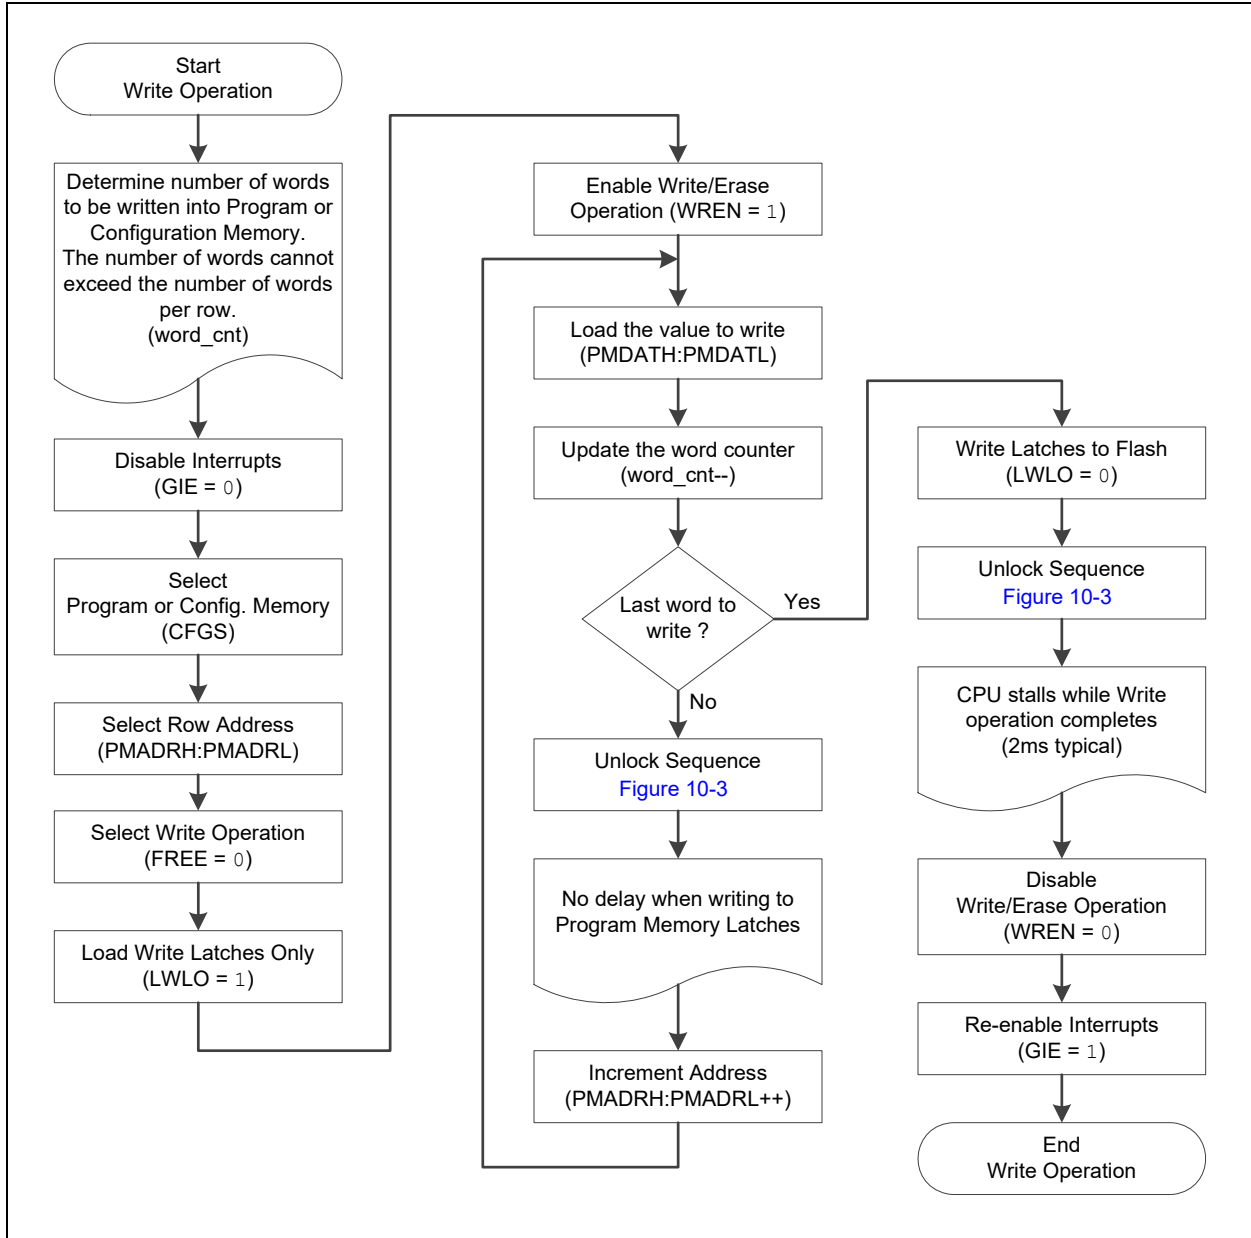 Start
Write Operation
Determine number of words
to be written into Program or
Configuration Memory.
The number of words cannot
exceed the number of words
per row.
(word_cnt)
Disable Interrupts
(GIE = 0)
Select
Program or Config. Memory
(CFGS)
Select Row Address
(PMADRH:PMADRL)
Select Write Operation
(FREE = 0)
Load Write Latches Only
(LWLO = 1)
Enable Write/Erase
Operation (WREN = 1)
Load the value to write
(PMDATH:PMDATL)
Update the word counter
(word_cnt--)
Last word to
write ?
Yes
No
Unlock Sequence
Figure 10-3
No delay when writing to
Program Memory Latches
Increment Address
(PMADRH:PMADRL++)
Write Latches to Flash
(LWLO = 0)
Unlock Sequence
Figure 10-3
CPU stalls while Write
operation completes
(2ms typical)
Disable
Write/Erase Operation
(WREN = 0)
Re-enable Interrupts
(GIE = 1)
End
Write Operation